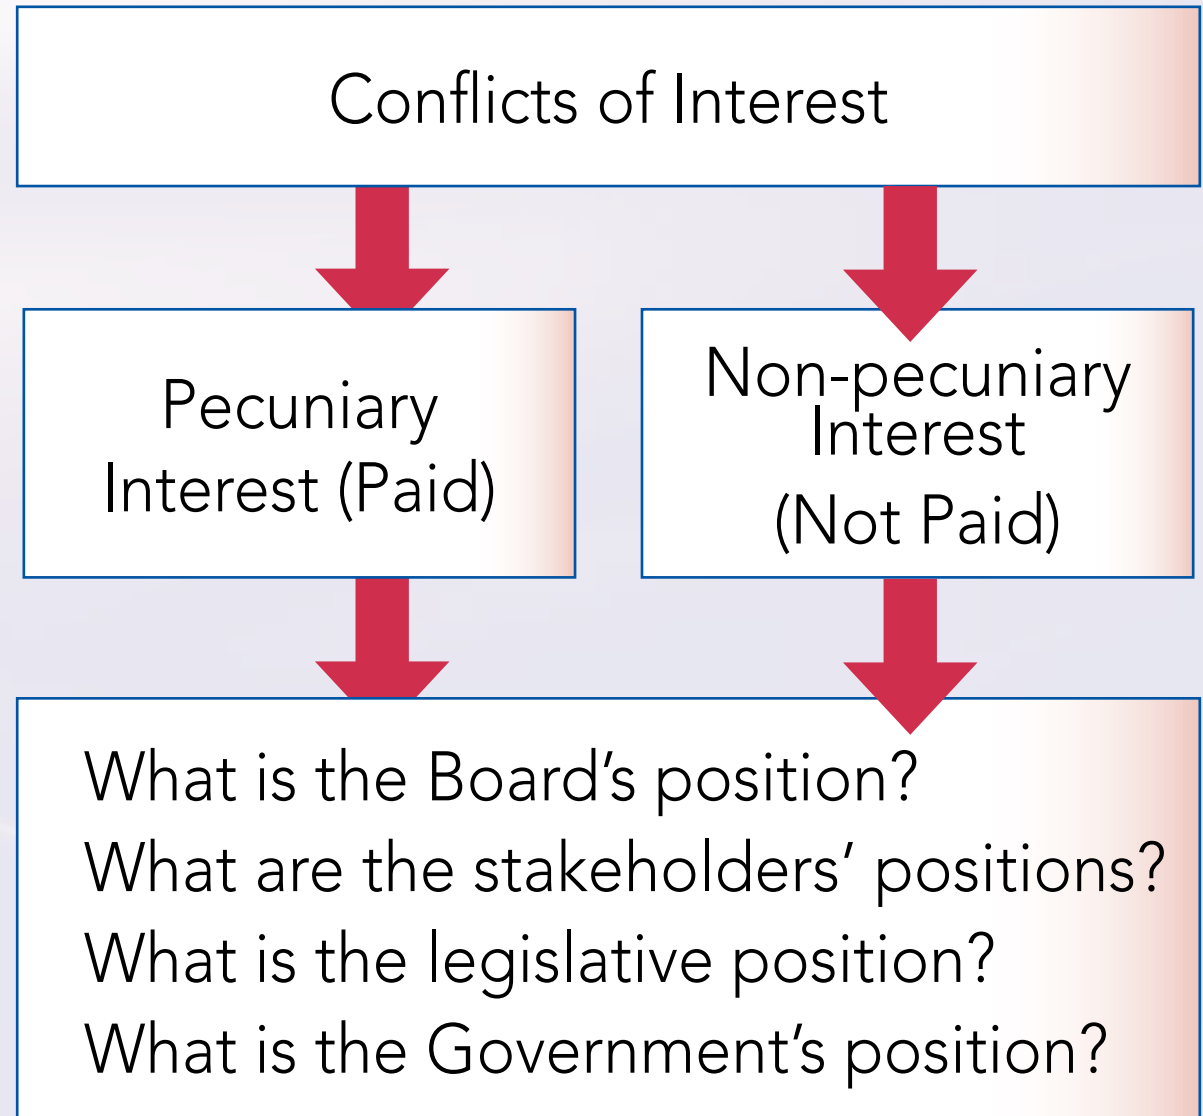 Conflicts of Interest
Pecuniary
Interest (Paid)
Non-pecuniary
Interest
(Not Paid)
What is the Board’s position?
What are the stakeholders’ positions?
What is the legislative position?
What is the Government’s position?